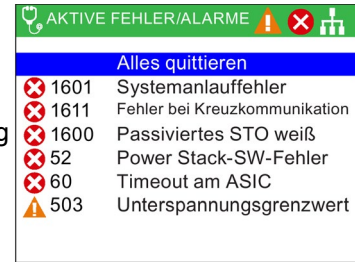 AKTIVE FEHLER/ALARME
Alles quittieren
1601 Systemanlauffehler
1611 Fehler bei Kreuzkommunikation
g 1600 Passiviertes STO weiß
52 Power Stack-SW-Fehler
60 Timeout am ASIC
503 Unterspannungsgrenzwert